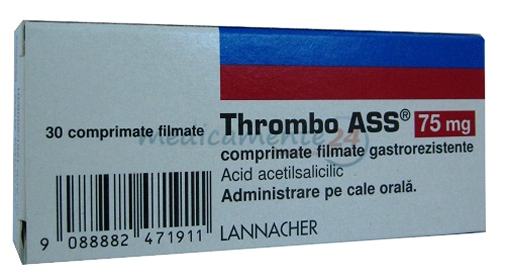 30 comprimate filmate
Thrombo ASS® 75 mg
medicamente24
comprimate filmate gastrorezistente
Acid acetilsalicilic
Administrare pe cale orală.
9 088882 471911
LANNACHER